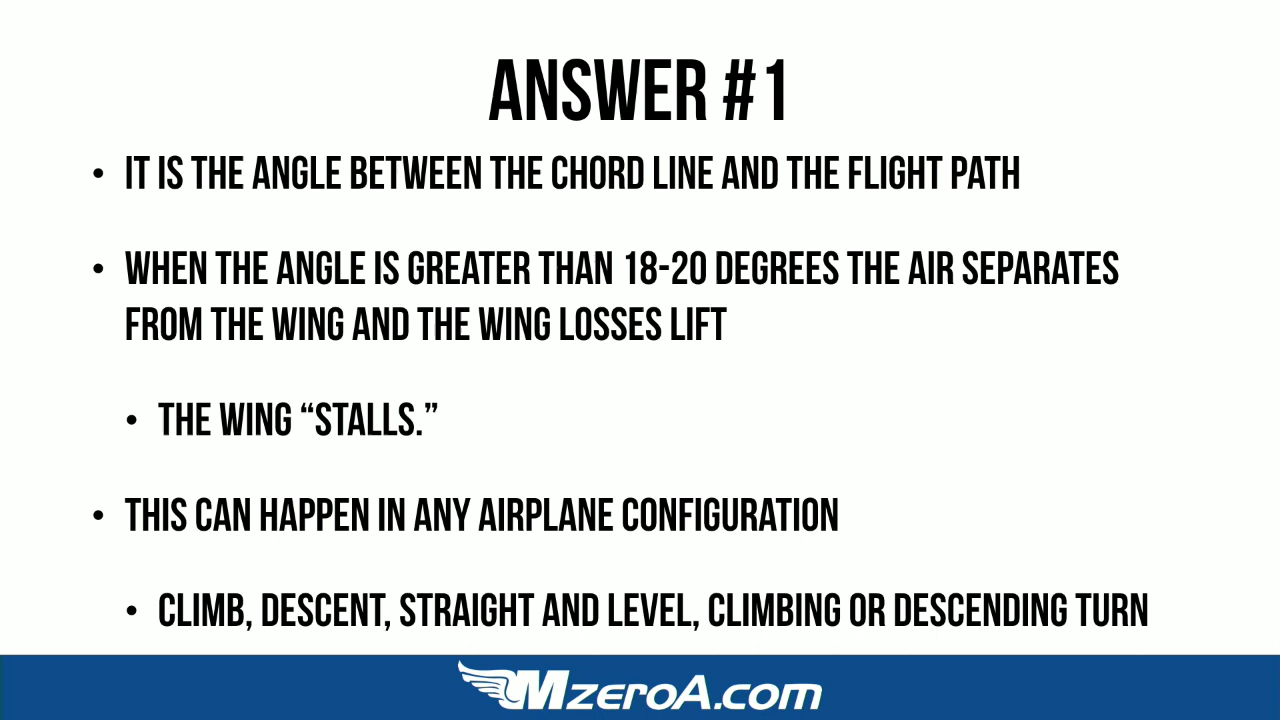 ANSWER #1
• IT IS THE ANGLE BETWEEN THE CHORD LINE AND THE FLIGHT PATH
• WHEN THE ANGLE IS GREATER THAN 18-20 DEGREES THE AIR SEPARATES
FROM THE WING AND THE WING LOSSES LIFT
• THE WING “STALLS.”
• THIS CAN HAPPEN IN ANY AIRPLANE CONFIGURATION
• CLIMB, DESCENT, STRAIGHT AND LEVEL, CLIMBING OR DESCENDING TURN
MzeroA.com